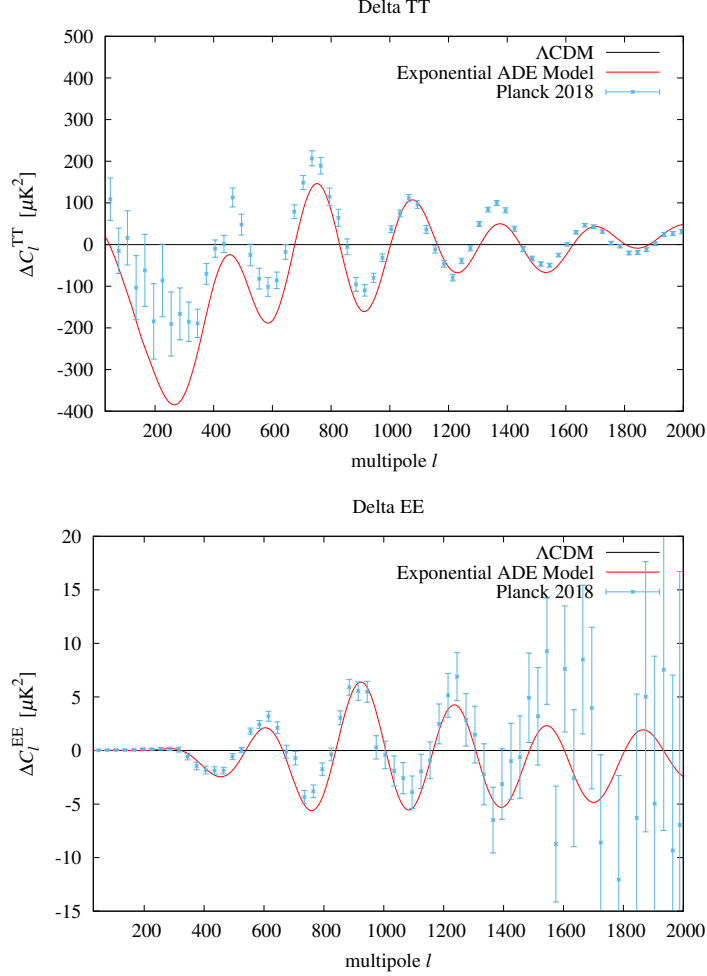 Delta TT
500
400
300
200
100
0
-100
-200
-300
-400
200 400 600 800 1000 1200 1400 1600 1800 2000
ΔC_l^TT [μK²]
multipole l
ΛCDM
Exponential ADE Model
Planck 2018
Delta EE
20
15
10
5
0
-5
-10
-15
200 400 600 800 1000 1200 1400 1600 1800 2000
ΔC_l^EE [μK²]
multipole l
ΛCDM
Exponential ADE Model
Planck 2018